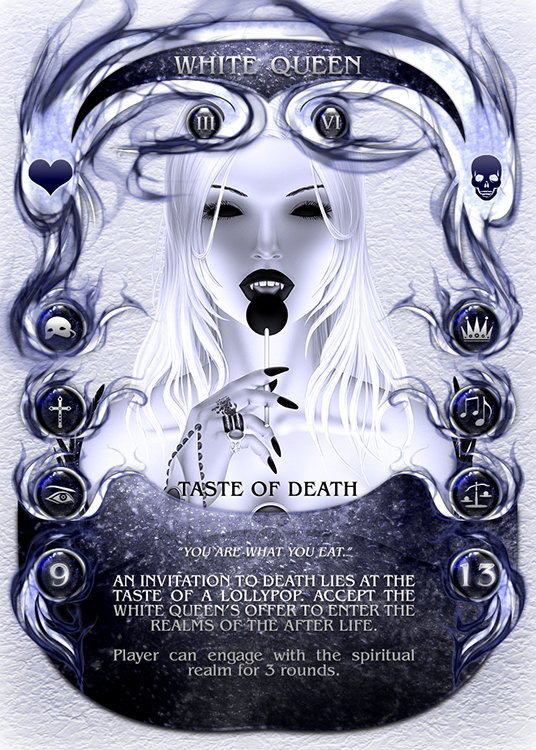 WHITE QUEEN
III VI
TASTE OF DEATH
"YOU ARE WHAT YOU EAT."
9
13
AN INVITATION TO DEATH LIES AT THE
TASTE OF A LOLLYPOP. ACCEPT THE
WHITE QUEEN'S OFFER TO ENTER THE
REALMS OF THE AFTER LIFE.
Player can engage with the spiritual
realm for 3 rounds.